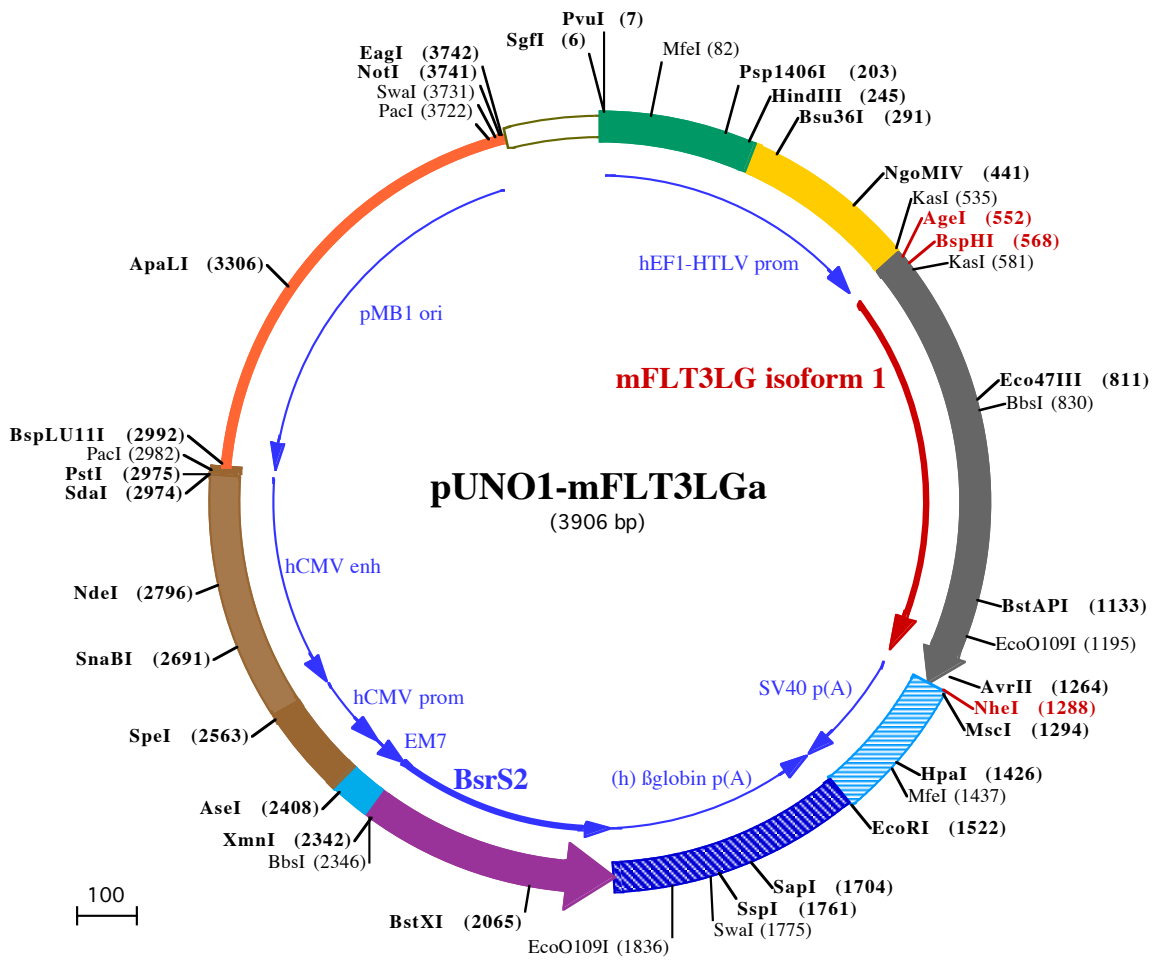 PvuI (7)
SgfI (6)
MfeI (82)
Psp1406I (203)
HindIII (245)
Bsu36I (291)
NgoMIV (441)
KasI (535)
AgeI (552)
BspHI (568)
KasI (581)
Eco47III (811)
BbsI (830)
BstAPI (1133)
EcoO109I (1195)
AvrII (1264)
NheI (1288)
MscI (1294)
HpaI (1426)
MfeI (1437)
EcoRI (1522)
SapI (1704)
SspI (1761)
SwaI (1775)
EcoO109I (1836)
BstXI (2065)
BbsI (2346)
XmnI (2342)
AseI (2408)
SpeI (2563)
SnaBI (2691)
NdeI (2796)
SdaI (2974)
PstI (2975)
PacI (2982)
BspLU11I (2992)
ApaLI (3306)
PacI (3722)
SwaI (3731)
NotI (3741)
EagI (3742)
hEF1-HTLV prom
pMB1 ori
mFLT3LG isoform 1
pUNO1-mFLT3LGa
(3906 bp)
hCMV enh
hCMV prom
EM7
BsrS2
(h) ßglobin p(A)
SV40 p(A)
100